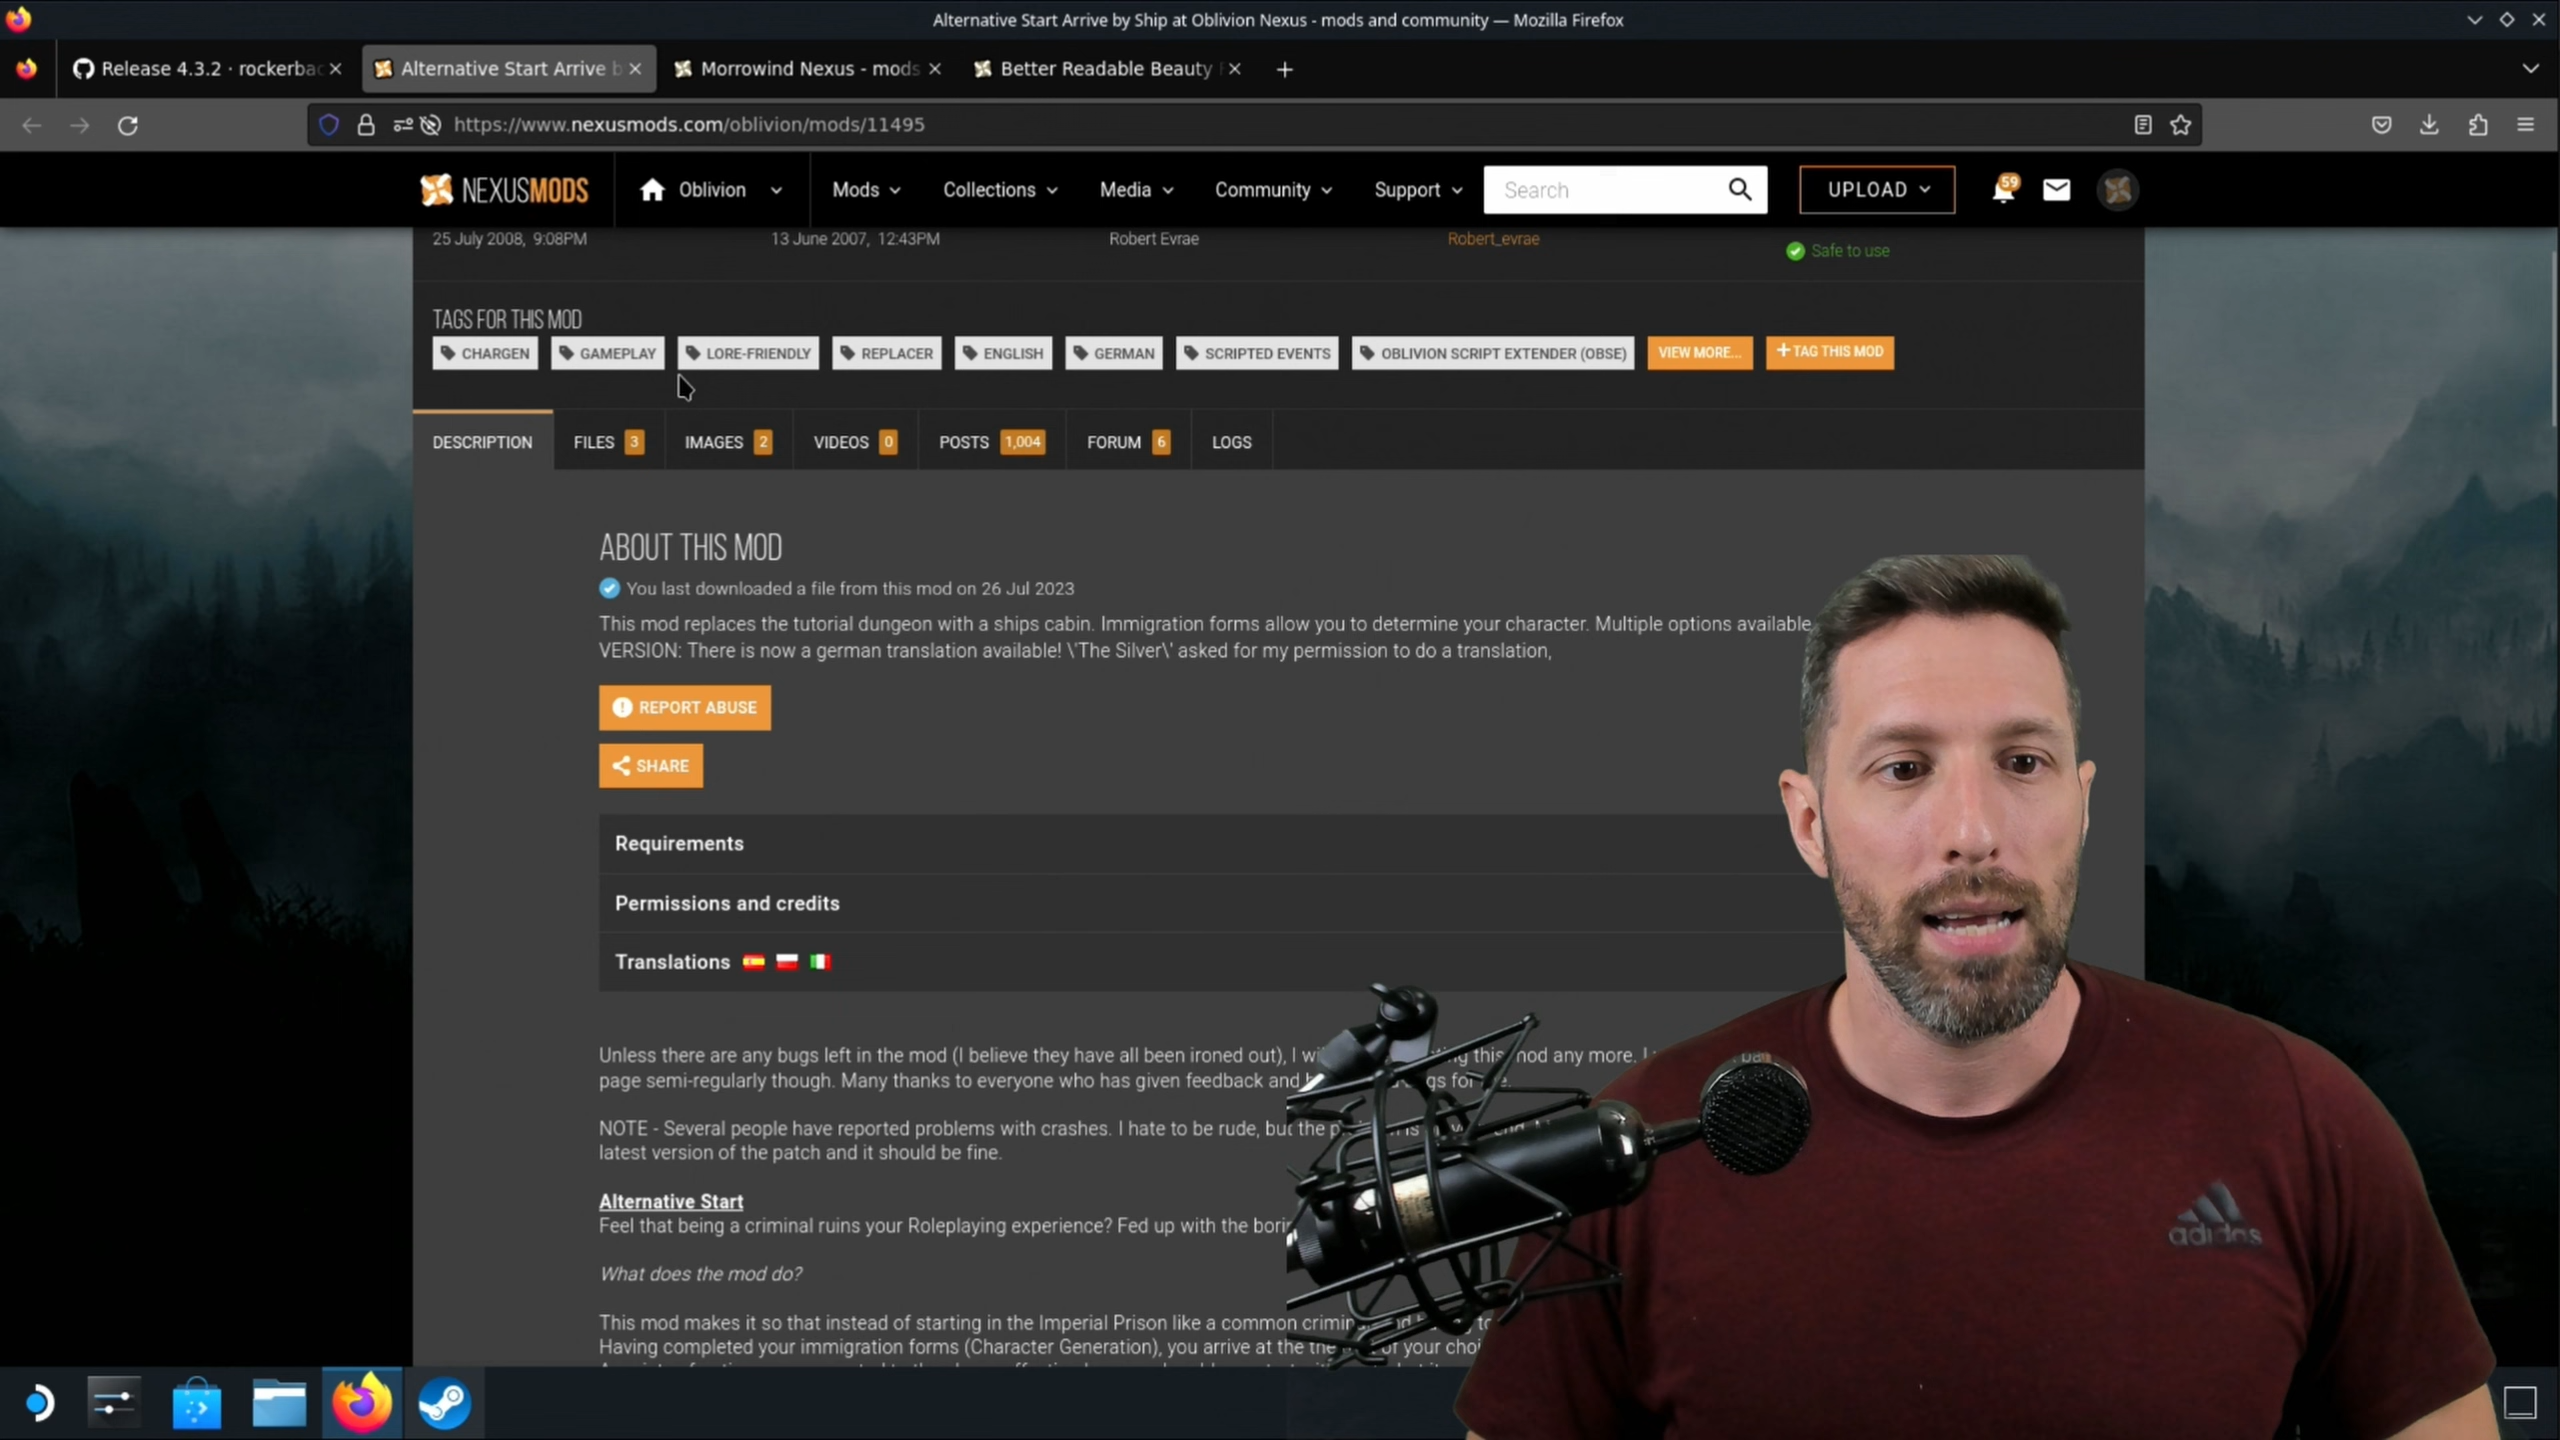 Alternative Start Arrive by Ship at Oblivion Nexus - mods and community — Mozilla Firefox
Release 4.3.2 · rockerbac
Alternative Start Arrive b
Morrowind Nexus - mods
Better Readable Beauty
https://www.nexusmods.com/oblivion/mods/11495
NEXUSMODS
Oblivion
Mods
Collections
Media
Community
Support
Search
UPLOAD
59
25 July 2008, 9:08PM
13 June 2007, 12:43PM
Robert Evrae
Robert_evrae
Safe to use
TAGS FOR THIS MOD
CHARGEN
GAMEPLAY
LORE-FRIENDLY
REPLACER
ENGLISH
GERMAN
SCRIPTED EVENTS
OBLIVION SCRIPT EXTENDER (OBSE)
VIEW MORE...
+TAG THIS MOD
DESCRIPTION
FILES 3
IMAGES 2
VIDEOS 0
POSTS 1,004
FORUM 6
LOGS
ABOUT THIS MOD
You last downloaded a file from this mod on 26 Jul 2023
This mod replaces the tutorial dungeon with a ships cabin. Immigration forms allow you to determine your character. Multiple options available
VERSION: There is now a german translation available! \'The Silver\' asked for my permission to do a translation,
REPORT ABUSE
SHARE
Requirements
Permissions and credits
Translations
Unless there are any bugs left in the mod (I believe they have all been ironed out), I this mod any more. I
page semi-regularly though. Many thanks to everyone who has given feedback and
NOTE - Several people have reported problems with crashes. I hate to be rude, but the
latest version of the patch and it should be fine.
Alternative Start
Feel that being a criminal ruins your Roleplaying experience? Fed up with the
What does the mod do?
This mod makes it so that instead of starting in the Imperial Prison like a common
Having completed your immigration forms (Character Generation), you arrive at the of your
adidas